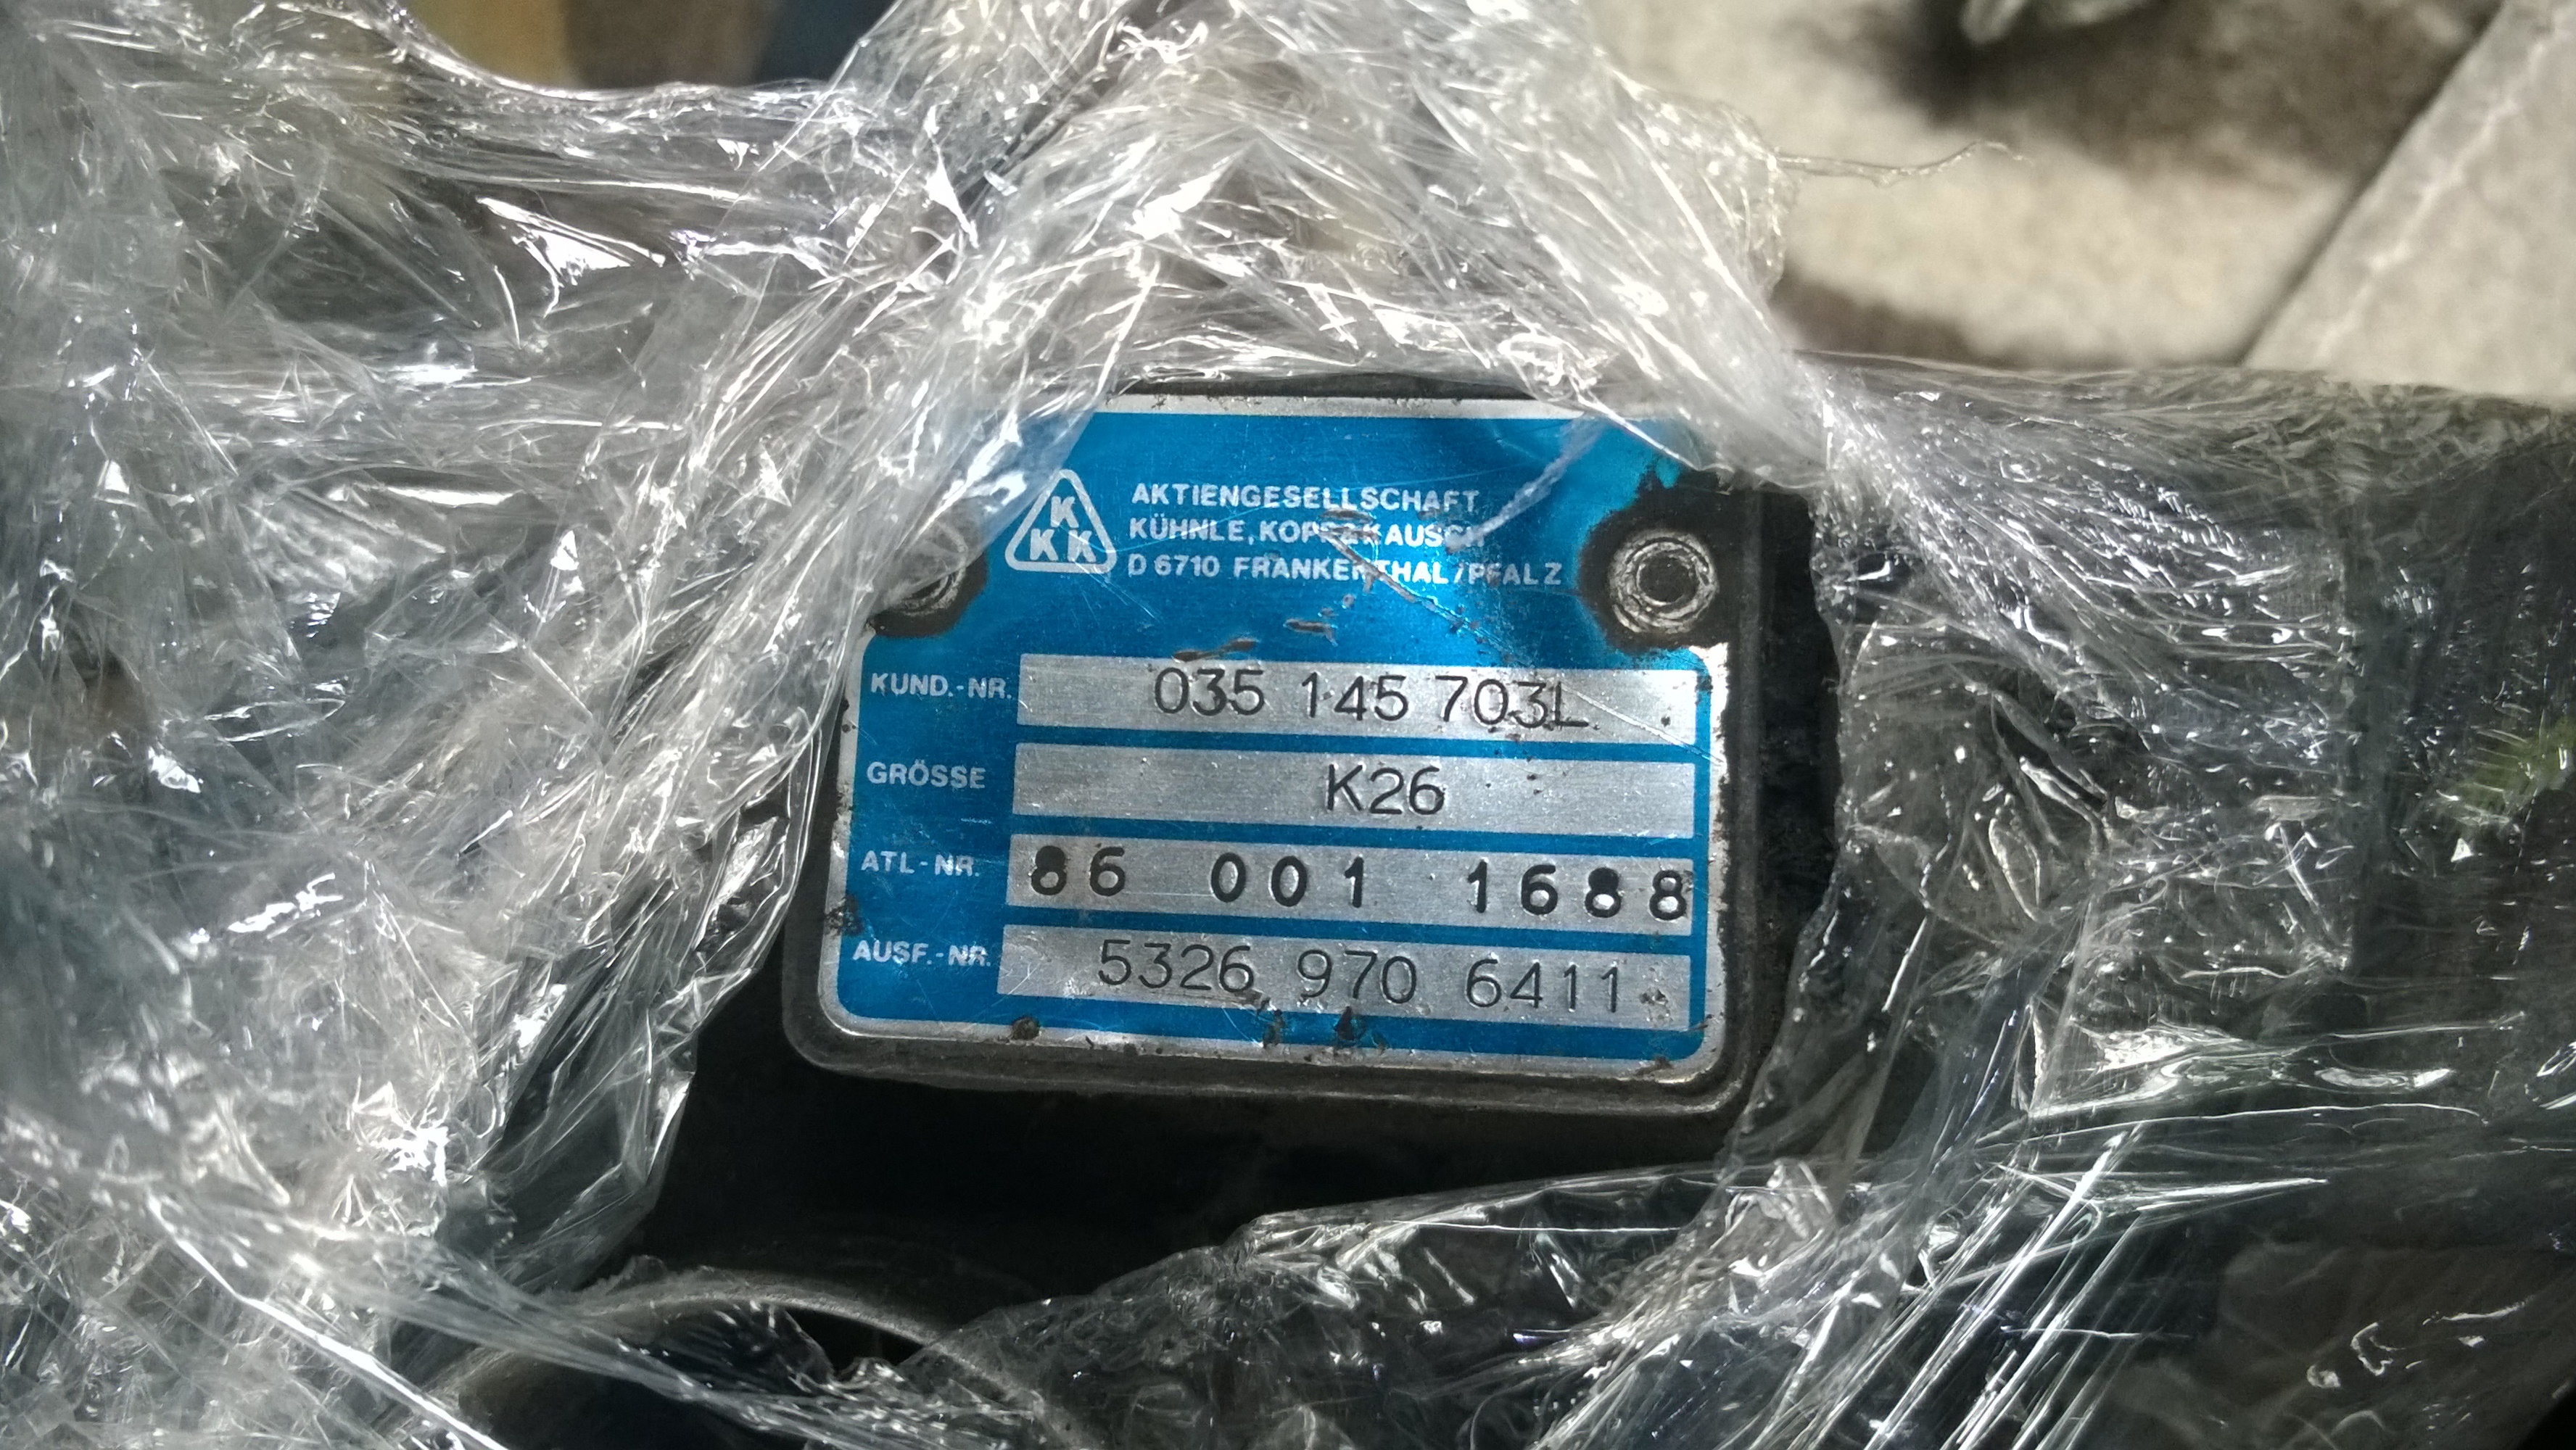 K
KK
AKTIENGESELLSCHAFT
KÜHNLE, KOPP & KAUSCH
D 6710 FRANKENTHAL/PFALZ
KUND.-NR. 035 145 703L
GRÖSSE K26
ATL-NR. 86 001 1688
AUSF.-NR. 5326 970 6411